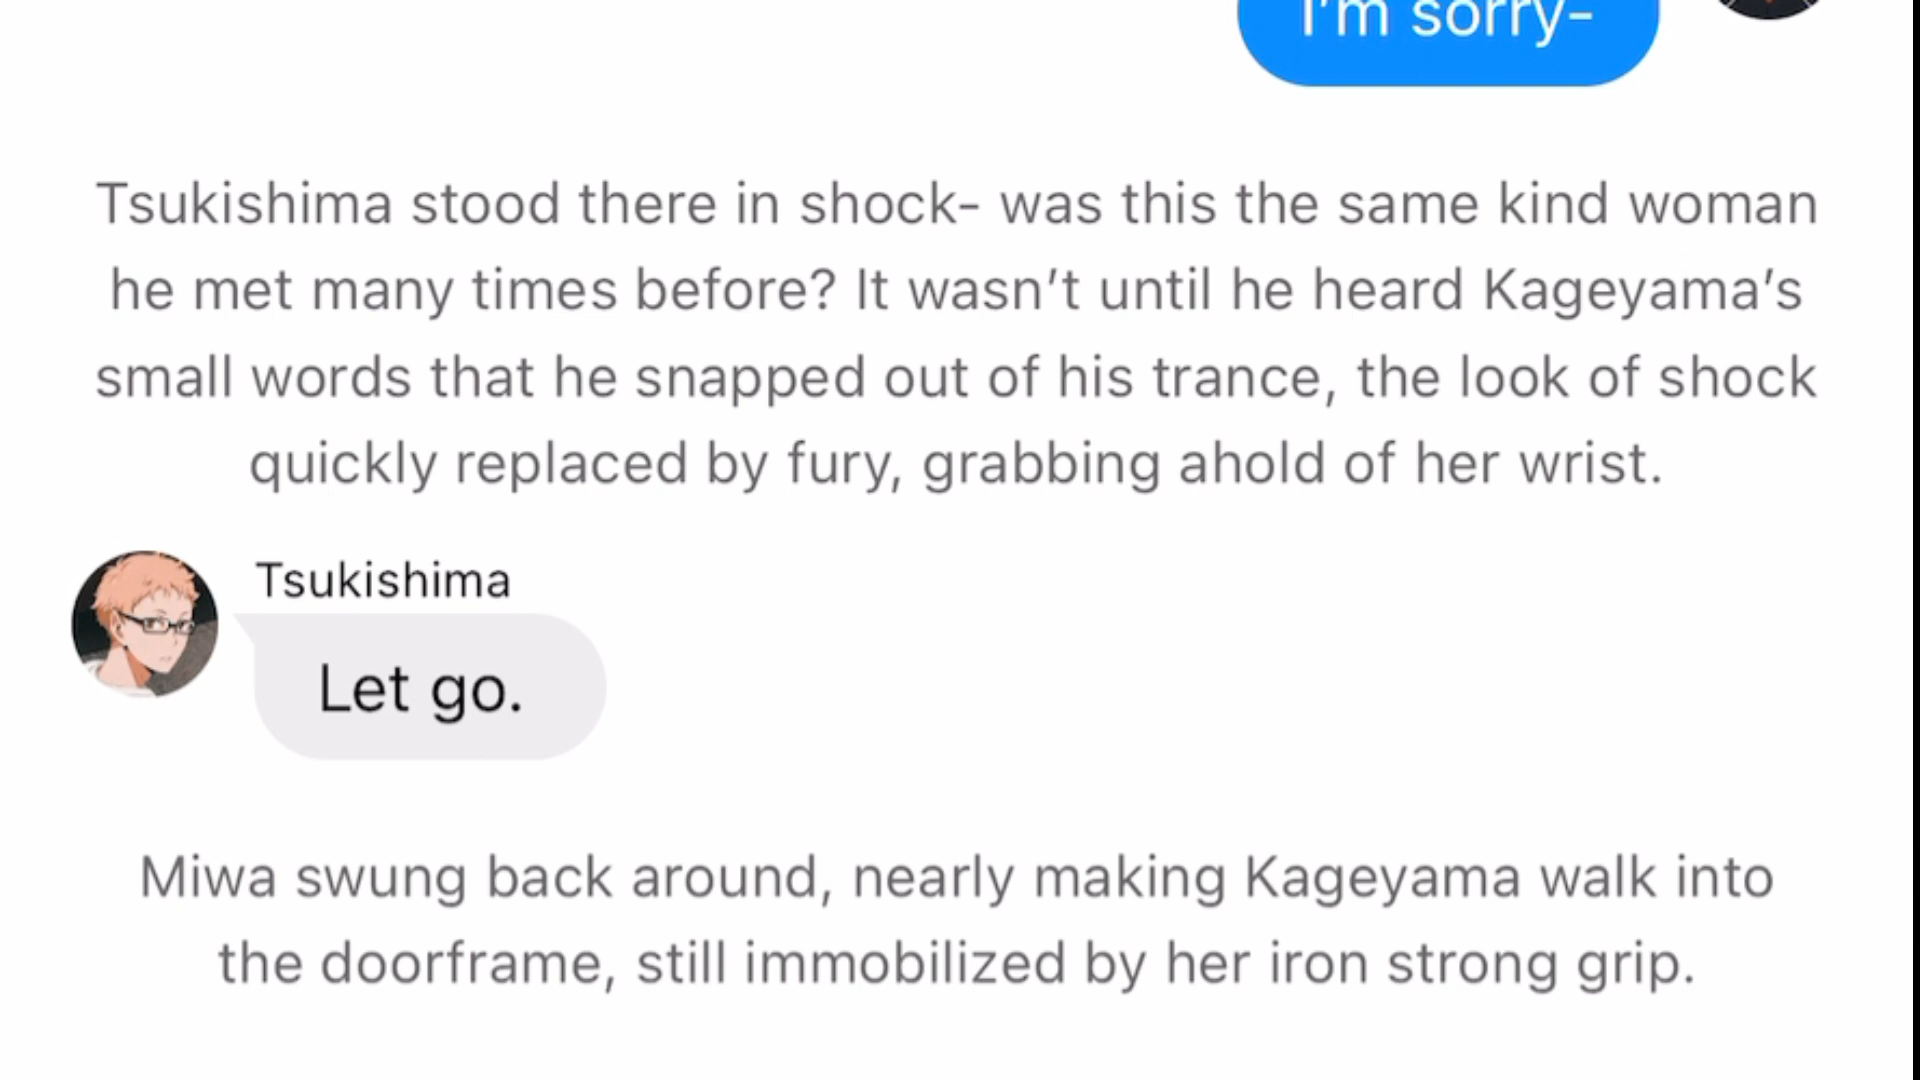 I'm sorry-
Tsukishima stood there in shock- was this the same kind woman
he met many times before? It wasn’t until he heard Kageyama’s
small words that he snapped out of his trance, the look of shock
quickly replaced by fury, grabbing ahold of her wrist.
Tsukishima
Let go.
Miwa swung back around, nearly making Kageyama walk into
the doorframe, still immobilized by her iron strong grip.